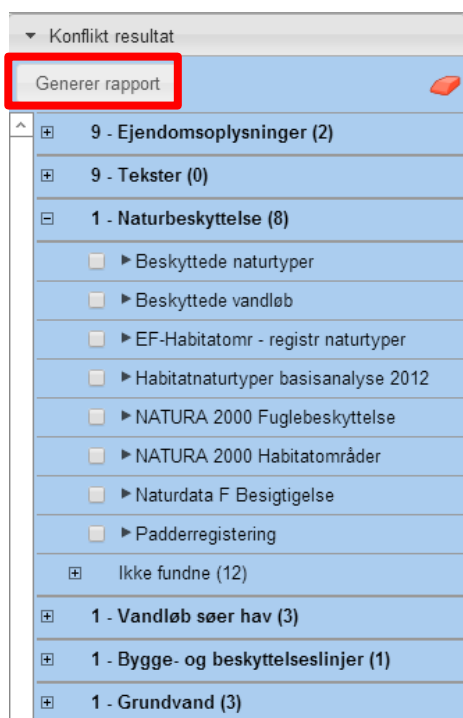 Konflikt resultat
Generer rapport
9 - Ejendomsoplysninger (2)
9 - Tekster (0)
1 - Naturbeskyttelse (8)
Beskyttede naturtyper
Beskyttede vandløb
EF-Habitatomr - registr naturtyper
Habitatnaturtyper basisanalyse 2012
NATURA 2000 Fuglebeskyttelse
NATURA 2000 Habitatområder
Naturdata F Besigtigelse
Padderregistering
Ikke fundne (12)
1 - Vandløb søer hav (3)
1 - Bygge- og beskyttelseslinjer (1)
1 - Grundvand (3)